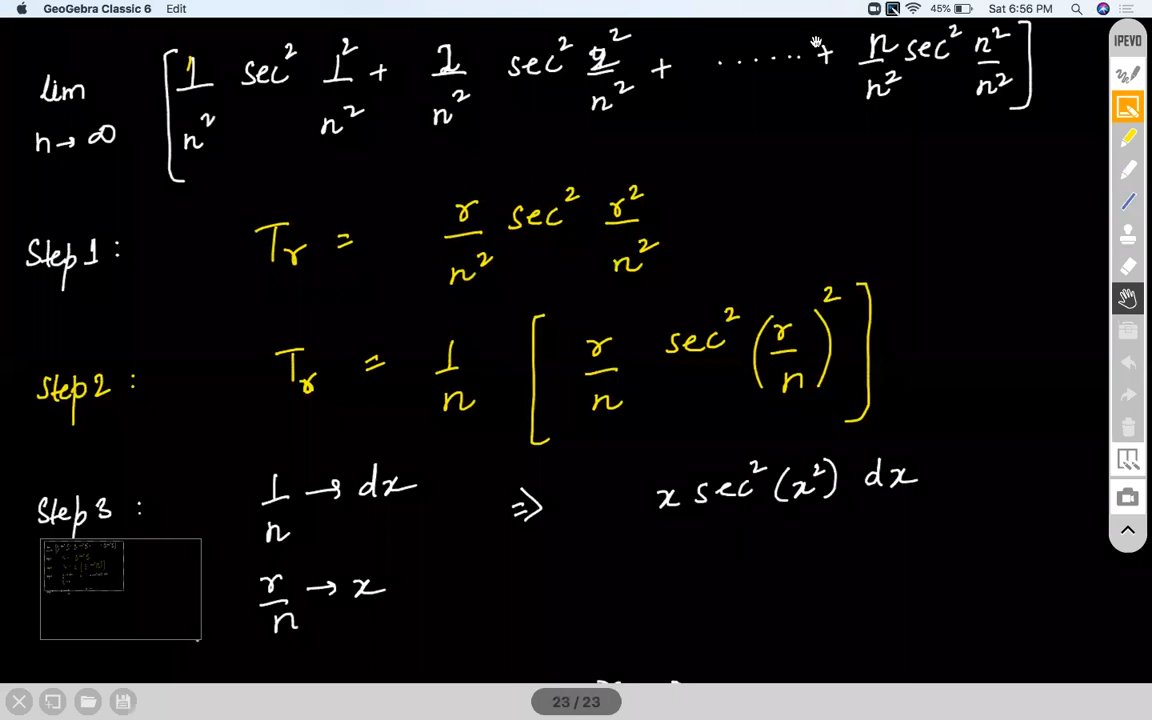 GeoGebra Classic 6 Edit 45% Sat 6:56 PM
IPEVO
lim n→∞ [ 1/n² sec² 1²/n² + 2/n² sec² 2²/n² + ...... + n/n² sec² n²/n² ]
Step 1 : Tr = r/n² sec² r²/n²
Step 2 : Tr = 1/n [ r/n sec² (r/n)² ]
Step 3 : 1/n → dx ⇒ x sec² (x²) dx
r/n → x
23 / 23